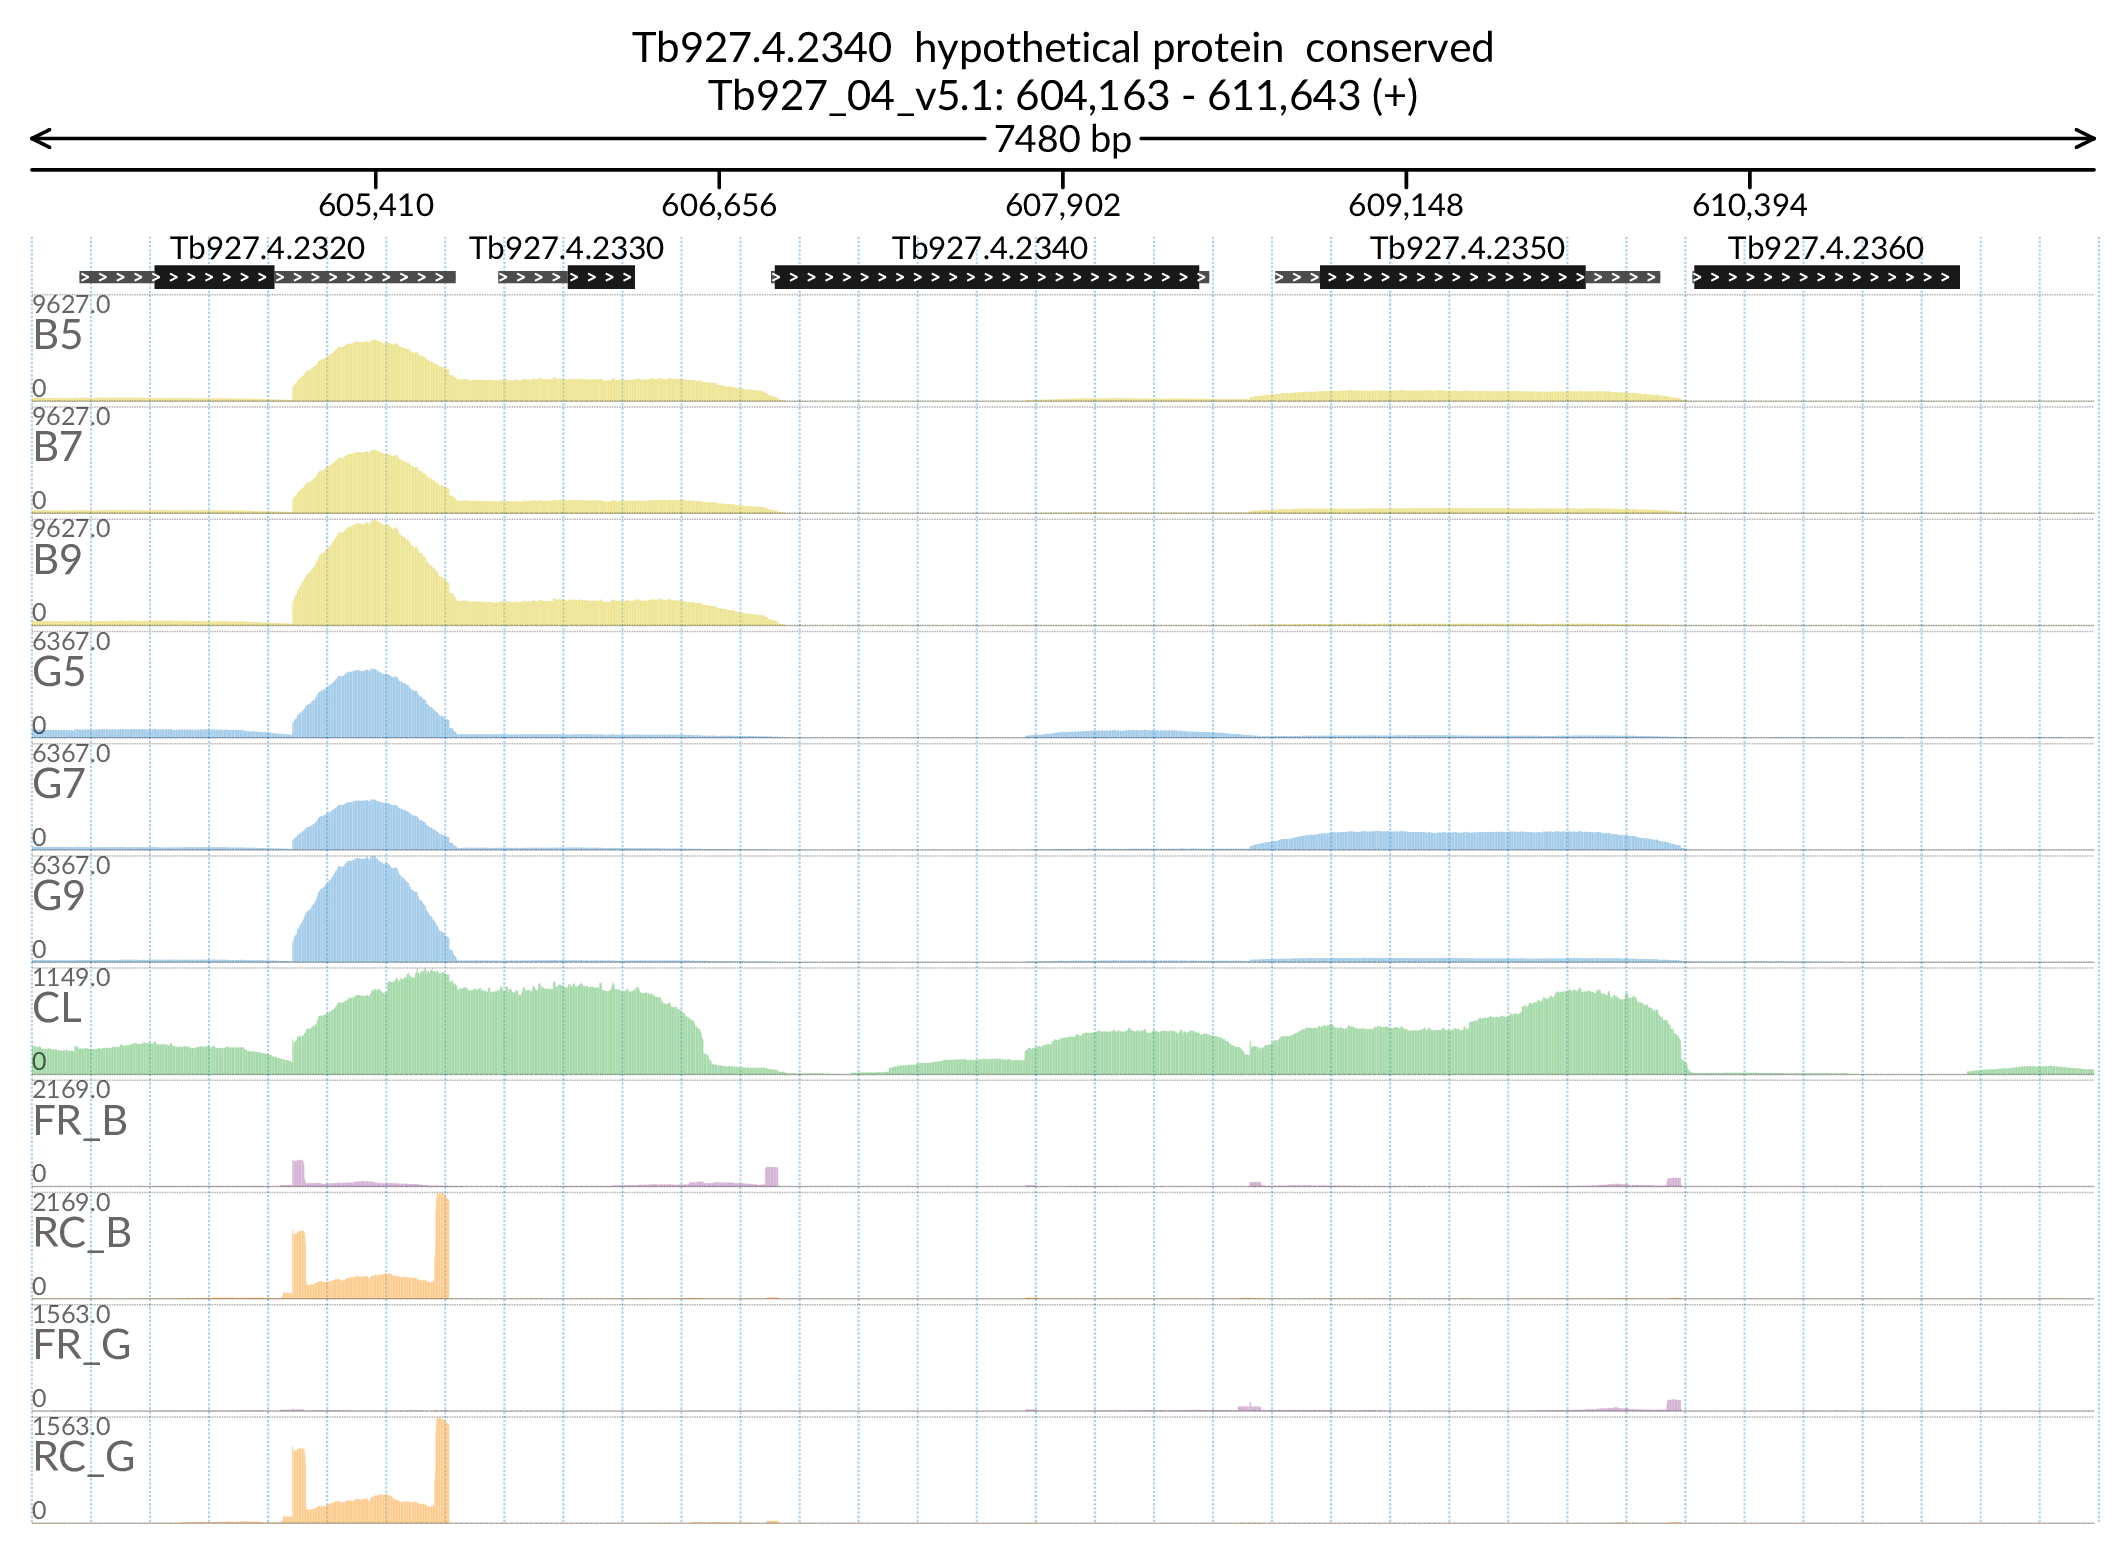 Tb927.4.2340  hypothetical protein  conserved
Tb927_04_v5.1: 604,163 - 611,643 (+)
7480 bp
605,410 606,656 607,902 609,148 610,394
Tb927.4.2320 Tb927.4.2330 Tb927.4.2340 Tb927.4.2350 Tb927.4.2360
9627.0
B5
0
9627.0
B7
0
9627.0
B9
0
6367.0
G5
0
6367.0
G7
0
6367.0
G9
0
1149.0
CL
0
2169.0
FR_B
0
2169.0
RC_B
0
1563.0
FR_G
0
1563.0
RC_G
0